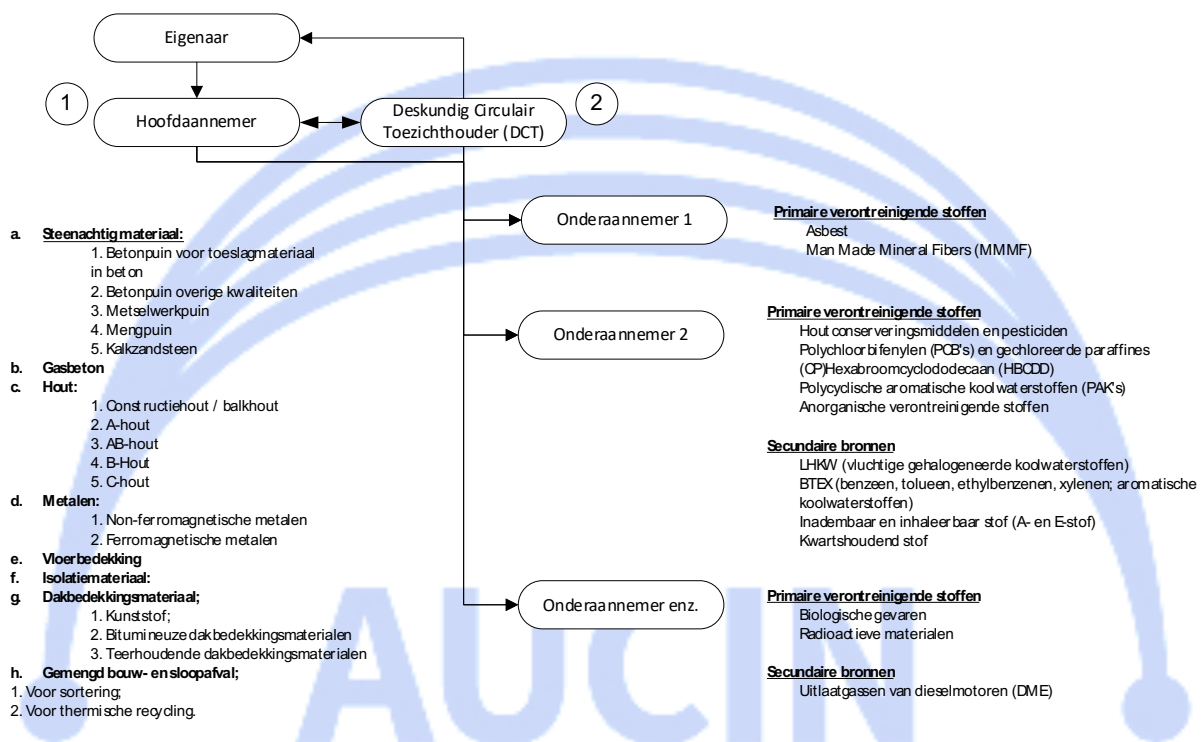 Eigenaar
1
Hoofdaannemer
Deskundig Circulair
Toezichthouder (DCT)
2
Onderaannemer 1
Primaire verontreinigende stoffen
Asbest
Man Made Mineral Fibers (MMMF)
a. Steenachtig materiaal:
1. Betonpuin voor toeslagmateriaal
in beton
2. Betonpuin overige kwaliteiten
3. Metselwerkpuin
4. Mengpuin
5. Kalkzandsteen
b. Gasbeton
c. Hout:
1. Constructiehout / balkhout
2. A-hout
3. AB-hout
4. B-Hout
5. C-hout
d. Metalen:
1. Non-ferromagnetische metalen
2. Ferromagnetische metalen
e. Vloerbedekking
f. Isolatiemateriaal:
g. Dakbedekkingsmateriaal;
1. Kunststof;
2. Bitumineuze dakbedekkingsmaterialen
3. Teerhoudende dakbedekkingsmaterialen
h. Gemengd bouw- en sloopafval;
1. Voor sortering;
2. Voor thermische recycling.
Onderaannemer 2
Primaire verontreinigende stoffen
Hout conserveringsmiddelen en pesticiden
Polychloorbifenylen (PCB's) en gechloreerde paraffines
(CP)Hexabroomcyclododecaan (HBCDD)
Polycyclische aromatische koolwaterstoffen (PAK's)
Anorganische verontreinigende stoffen
Secundaire bronnen
LHKW (vluchtige gehalogeneerde koolwaterstoffen)
BTEX (benzeen, tolueen, ethylbenzenen, xylenen; aromatische
koolwaterstoffen)
Inadembaar en inhaleerbaar stof (A- en E-stof)
Kwartshoudend stof
Onderaannemer enz.
Primaire verontreinigende stoffen
Biologische gevaren
Radioactieve materialen
Secundaire bronnen
Uitlaatgassen van dieselmotoren (DME)
AUCIN